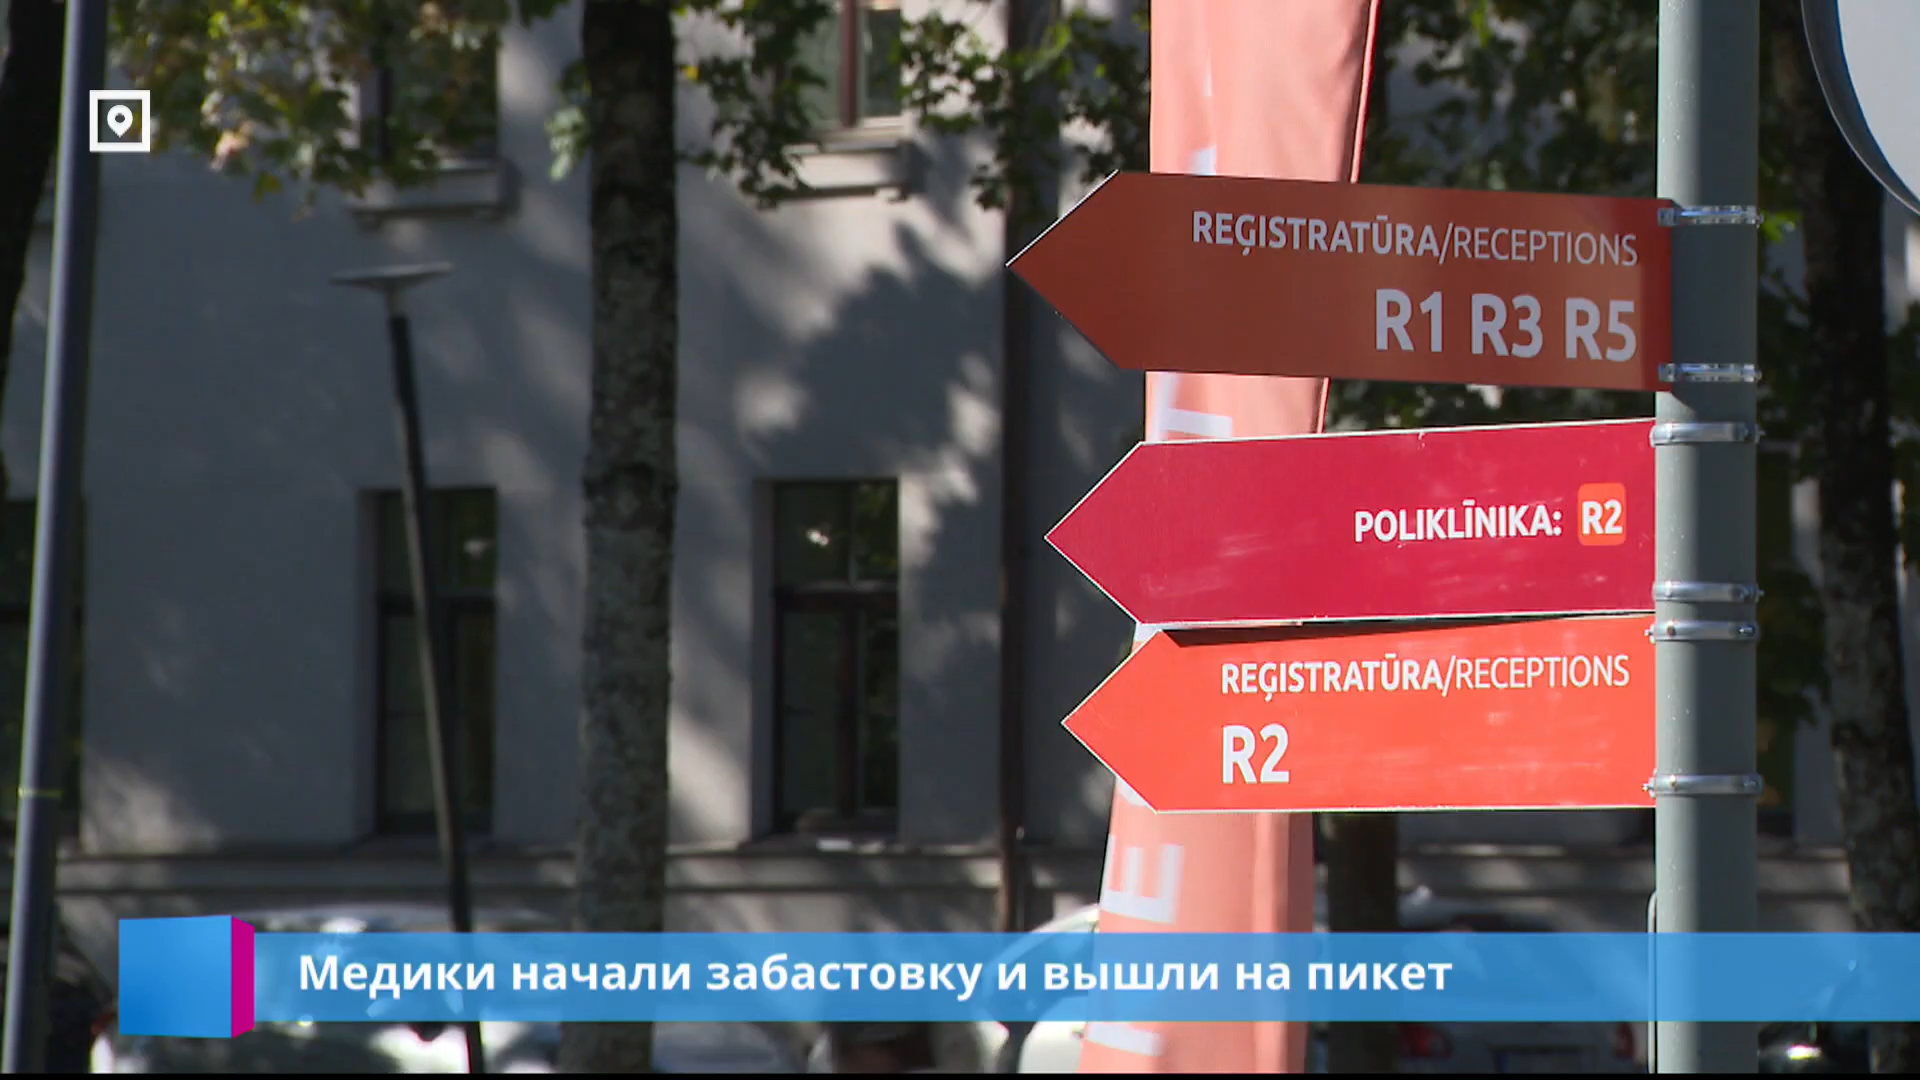 REĢISTRATŪRA/RECEPTIONS
R1 R3 R5
POLIKLĪNIKA: R2
REĢISTRATŪRA/RECEPTIONS
R2
Медики начали забастовку и вышли на пикет